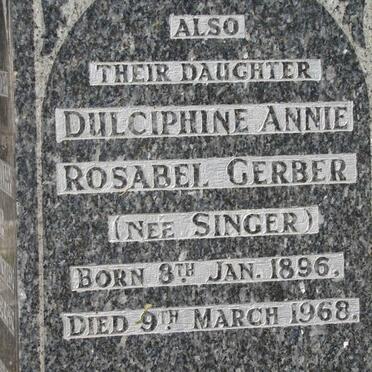 ALSO
THEIR DAUGHTER
DULCIPHINE ANNIE
ROSABEL GERBER
(NEE SINGER)
BORN 8TH JAN. 1896.
DIED 9TH MARCH 1968.